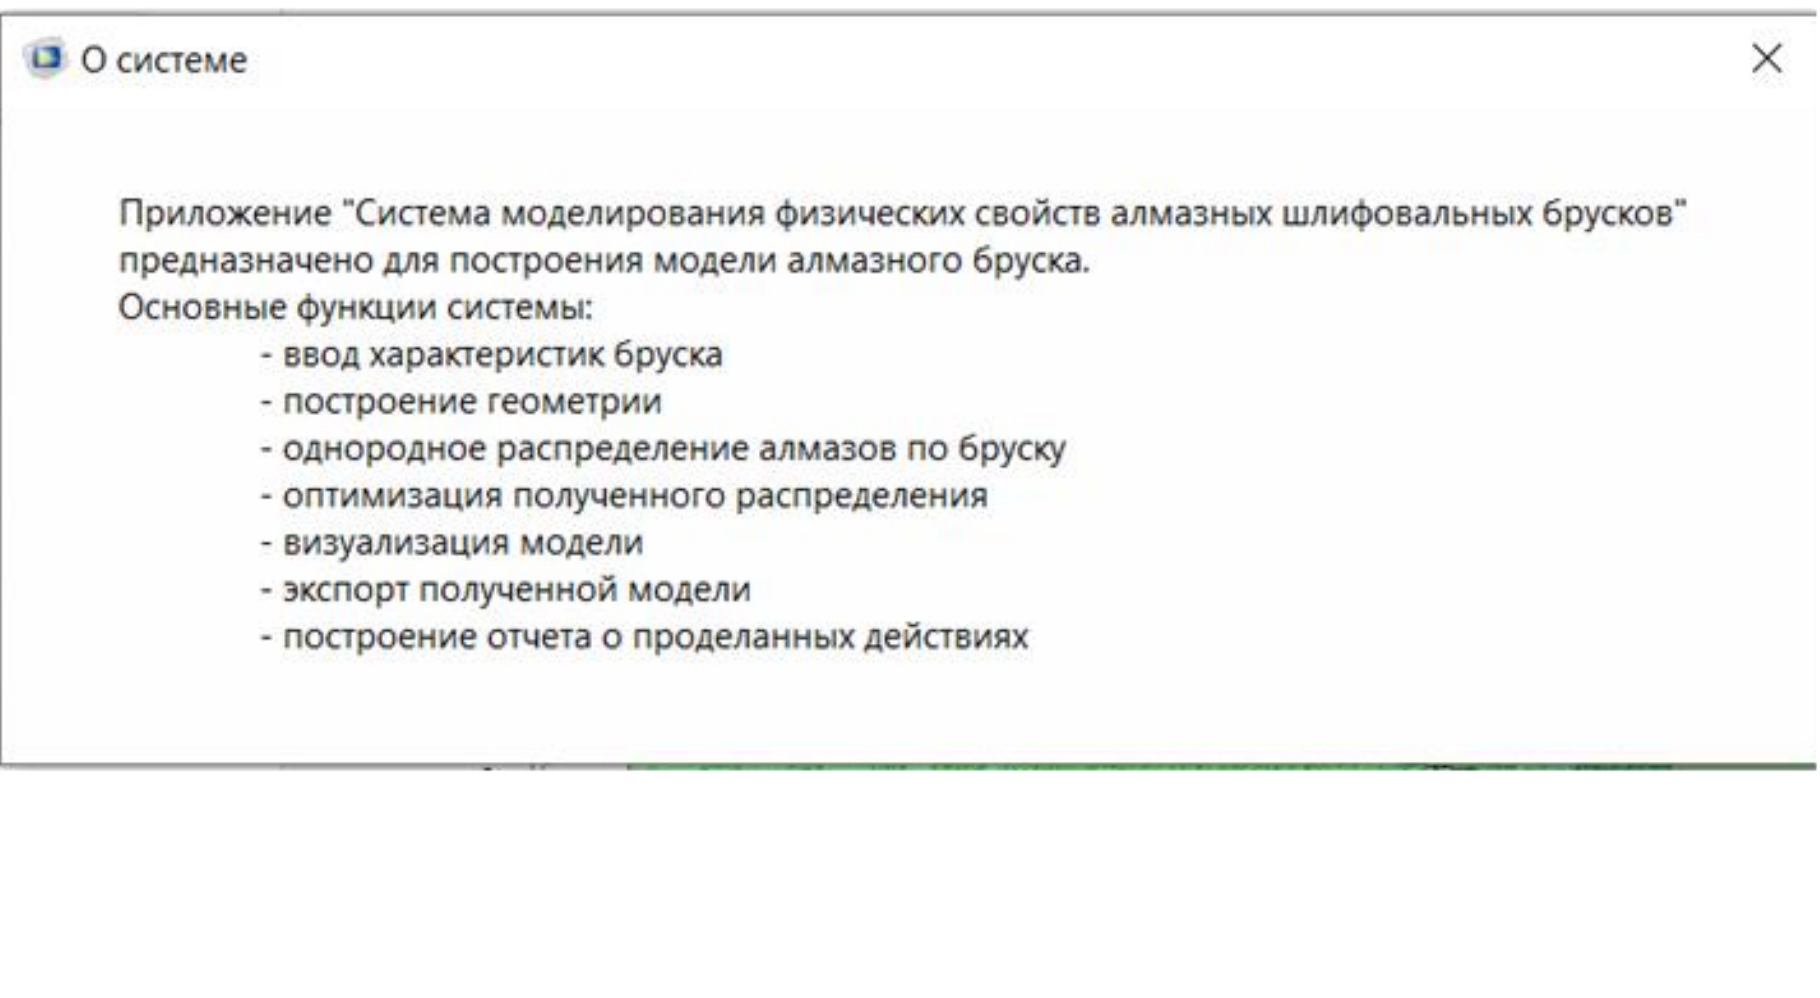 О системе
Приложение "Система моделирования физических свойств алмазных шлифовальных брусков"
предназначено для построения модели алмазного бруска.
Основные функции системы:
- ввод характеристик бруска
- построение геометрии
- однородное распределение алмазов по бруску
- оптимизация полученного распределения
- визуализация модели
- экспорт полученной модели
- построение отчета о проделанных действиях